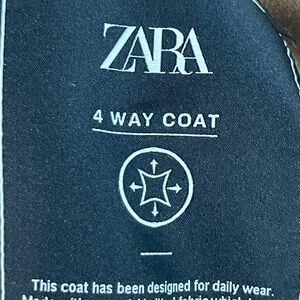 ZARA
4 WAY COAT
This coat has been designed for daily wear.